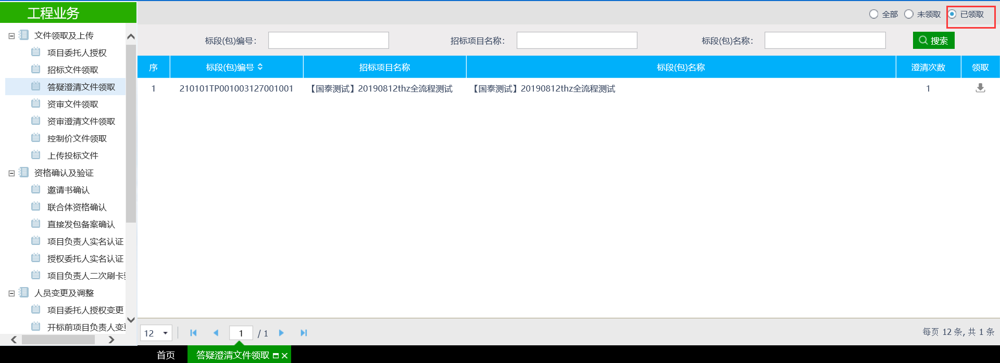 工程业务
文件领取及上传
项目委托人授权
招标文件领取
答疑澄清文件领取
资审文件领取
资审澄清文件领取
控制价文件领取
上传投标文件
资格确认及验证
邀请书确认
联合体资格确认
直接发包备案确认
项目负责人实名认证
授权委托人实名认证
项目负责人二次刷卡
人员变更及调整
项目委托人授权变更
开标前项目负责人变
全部 未领取 已领取
标段(包)编号： 招标项目名称： 标段(包)名称： 搜索
序 标段(包)编号 招标项目名称 标段(包)名称 澄清次数 领取
1 210101TP001003127001001 【国泰测试】20190812thz全流程测试 【国泰测试】20190812thz全流程测试 1
12 1 / 1 每页 12 条, 共 1 条
首页 答疑澄清文件领取